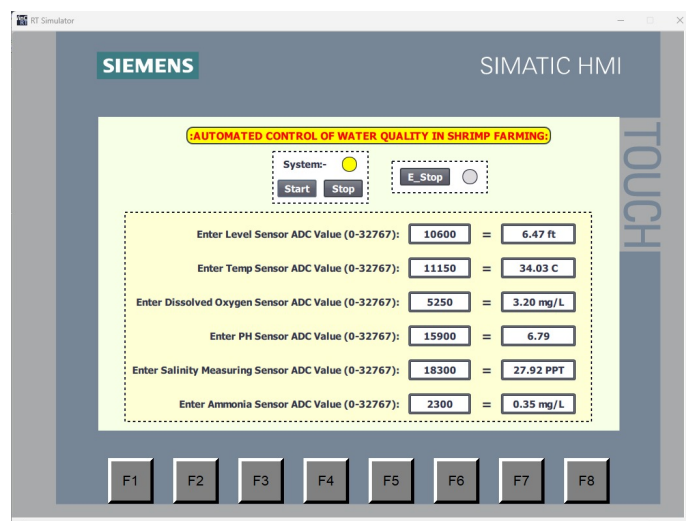 RT Simulator
SIEMENS
SIMATIC HMI
TOUCH
:AUTOMATED CONTROL OF WATER QUALITY IN SHRIMP FARMING:)
System:-
Start Stop
E_Stop
Enter Level Sensor ADC Value (0-32767): 10600 = 6.47 ft
Enter Temp Sensor ADC Value (0-32767): 11150 = 34.03 C
Enter Dissolved Oxygen Sensor ADC Value (0-32767): 5250 = 3.20 mg/L
Enter PH Sensor ADC Value (0-32767): 15900 = 6.79
Enter Salinity Measuring Sensor ADC Value (0-32767): 18300 = 27.92 PPT
Enter Ammonia Sensor ADC Value (0-32767): 2300 = 0.35 mg/L
F1 F2 F3 F4 F5 F6 F7 F8